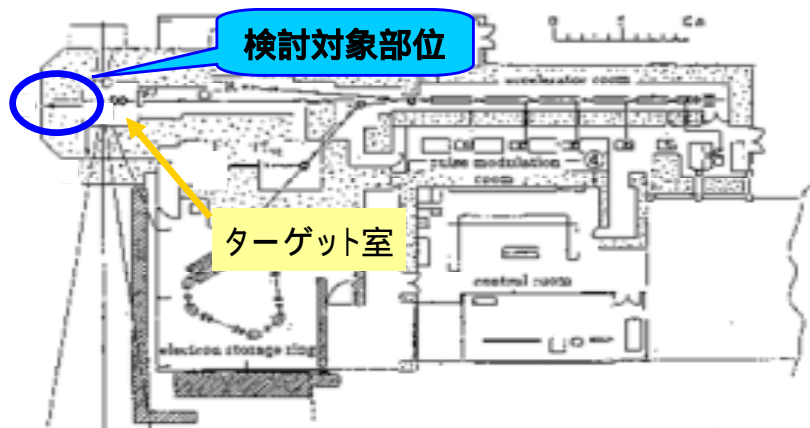 検討対象部位
accelerator room
pulse modulation
room
ターゲット室
control room
electron storage ring